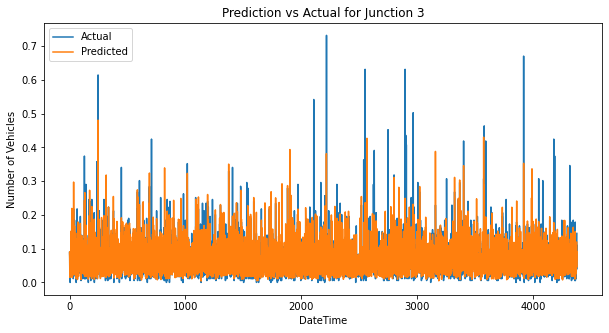 Prediction vs Actual for Junction 3
Actual
Predicted
Number of Vehicles
0.7
0.6
0.5
0.4
0.3
0.2
0.1
0.0
0
1000
2000
3000
4000
DateTime